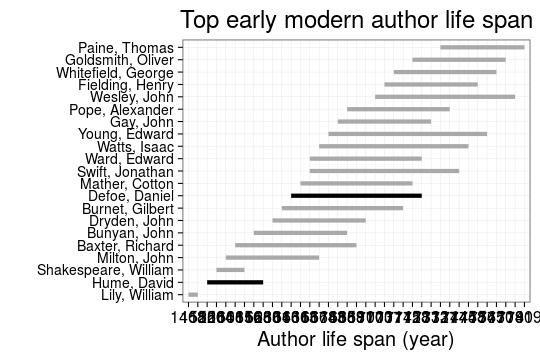 Top early modern author life span
Paine, Thomas
Goldsmith, Oliver
Whitefield, George
Fielding, Henry
Wesley, John
Pope, Alexander
Gay, John
Young, Edward
Watts, Isaac
Ward, Edward
Swift, Jonathan
Mather, Cotton
Defoe, Daniel
Burnet, Gilbert
Dryden, John
Bunyan, John
Baxter, Richard
Milton, John
Shakespeare, William
Hume, David
Lily, William
Author life span (year)